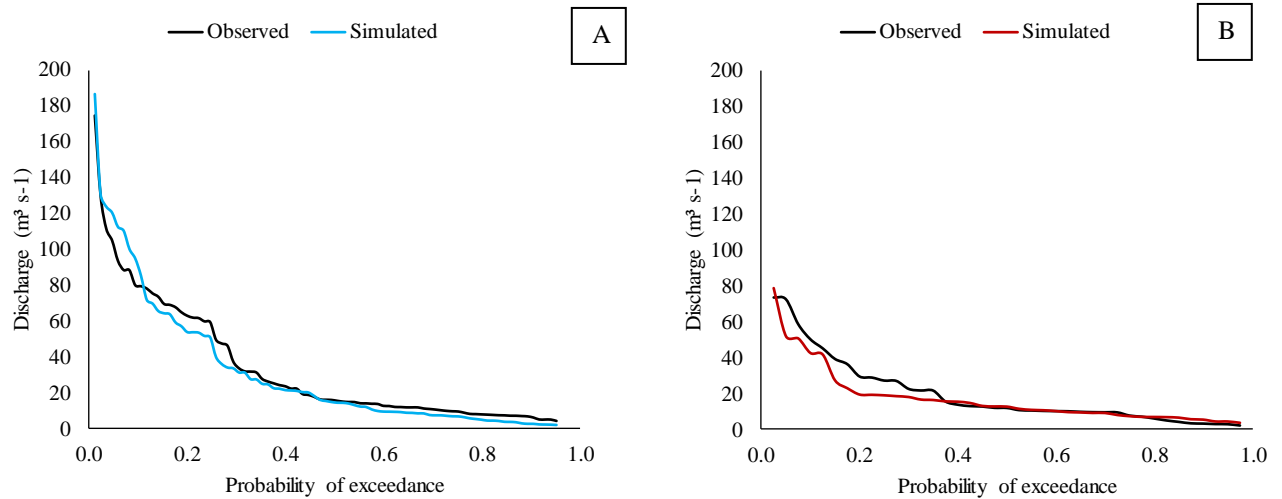 Observed Simulated
A
200
180
160
140
120
100
80
60
40
20
0
Discharge (m³ s-1)
0.0 0.2 0.4 0.6 0.8 1.0
Probability of exceedance
Observed Simulated
B
200
180
160
140
120
100
80
60
40
20
0
Discharge (m³ s-1)
0.0 0.2 0.4 0.6 0.8 1.0
Probability of exceedance